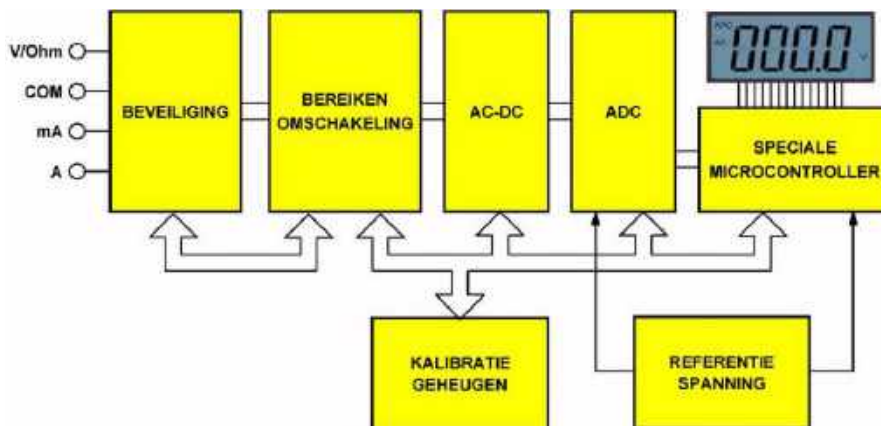 V/Ohm
COM
mA
A
BEVEILIGING
BEREIKEN
OMSCHAKELING
AC-DC
ADC
000.0
V
SPECIALE
MICROCONTROLLER
KALIBRATIE
GEHEUGEN
REFERENTIE
SPANNING